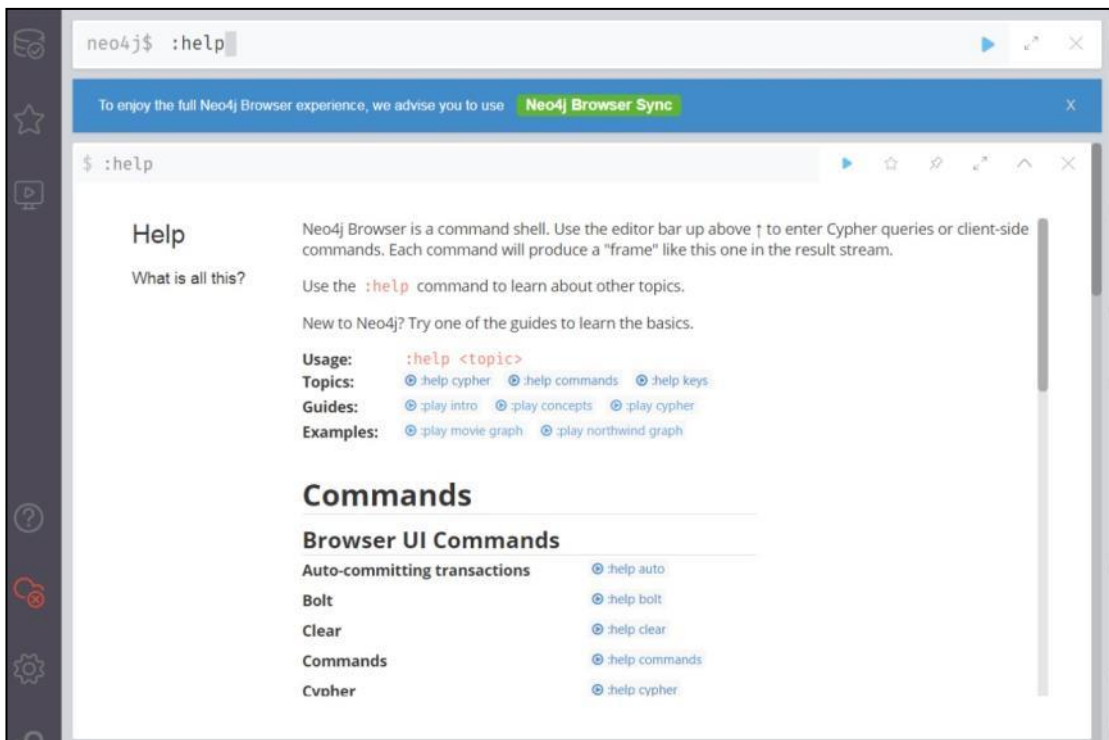 neo4j$ :help
To enjoy the full Neo4j Browser experience, we advise you to use Neo4j Browser Sync X
$ :help
Help
What is all this?
Neo4j Browser is a command shell. Use the editor bar up above ↑ to enter Cypher queries or client-side
commands. Each command will produce a "frame" like this one in the result stream.
Use the :help command to learn about other topics.
New to Neo4j? Try one of the guides to learn the basics.
Usage: :help <topic>
Topics: :help cypher :help commands :help keys
Guides: :play intro :play concepts :play cypher
Examples: :play movie graph :play northwind graph
Commands
Browser UI Commands
Auto-committing transactions :help auto
Bolt :help bolt
Clear :help clear
Commands :help commands
Cypher :help cypher